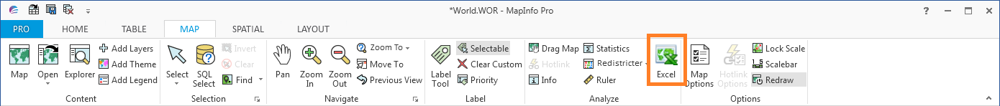 *World.WOR - MapInfo Pro
PRO HOME TABLE MAP SPATIAL LAYOUT
Map
Open
Explorer
Add Layers
Add Theme
Add Legend
Content
Select
SQL
Select
Invert
Clear
Find
Selection
Pan
Zoom
In
Zoom
Out
Zoom To
Move To
Previous View
Navigate
Label
Tool
Selectable
Clear Custom
Priority
Label
Drag Map
Hotlink
Info
Statistics
Redistricter
Ruler
Excel
Analyze
Map
Options
Hotlink
Options
Lock Scale
Scalebar
Redraw
Options